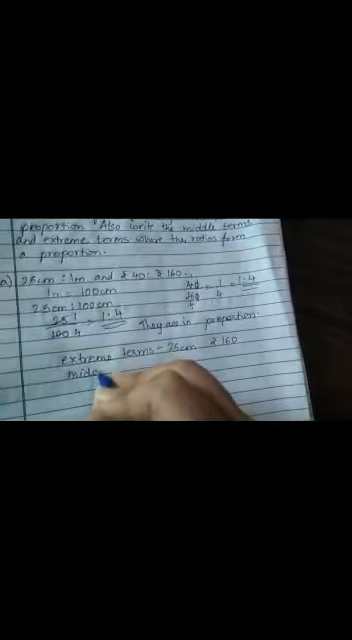 proportion. Also write the middle terms
and extreme terms where the ratios form
a proportion.
a) 25cm : 1m and ₹ 40 : ₹ 160.
1m = 100cm
40/160 = 1/4 = 1:4
25cm : 100cm
25/100 1/4 = 1:4
They are in proportion.
extreme terms - 25cm ₹ 160
midd